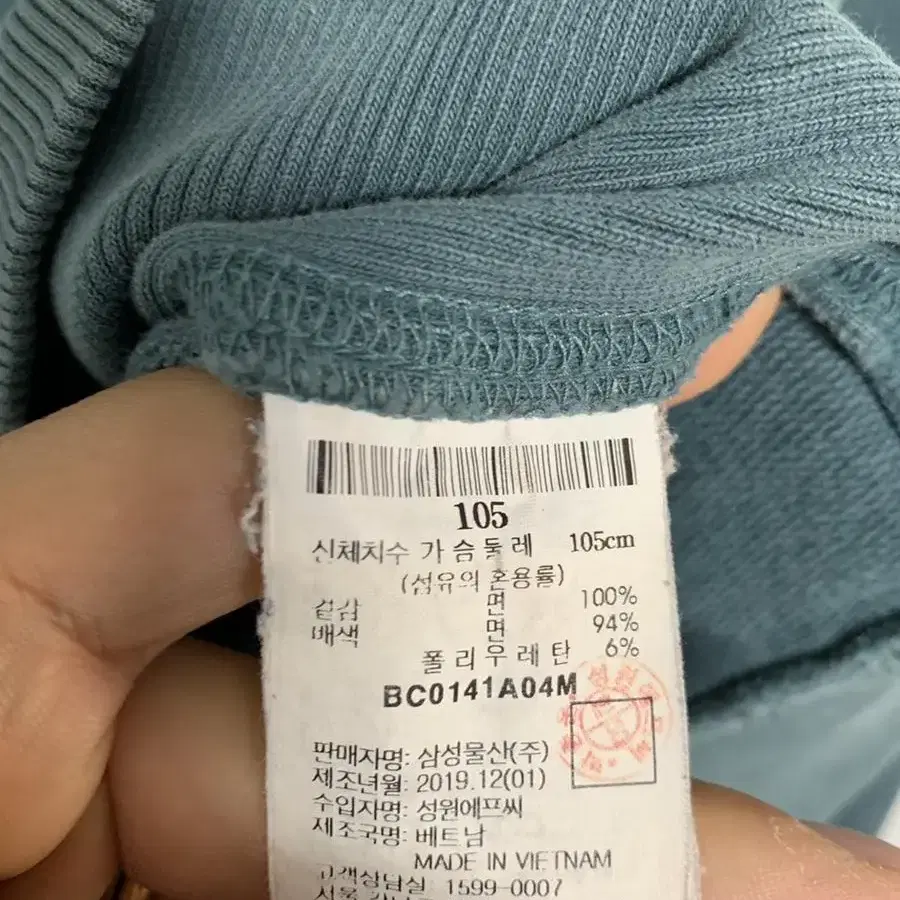 105
신체치수 가슴둘레 105cm
(섬유의 혼용률)
겉감 면 100%
배색 면 94%
폴리우레탄 6%
BC0141A04M
판매자명: 삼성물산(주)
제조년월: 2019.12(01)
수입자명: 성원에프씨
제조국명: 베트남
MADE IN VIETNAM
고객상담실 1599-0007
서울